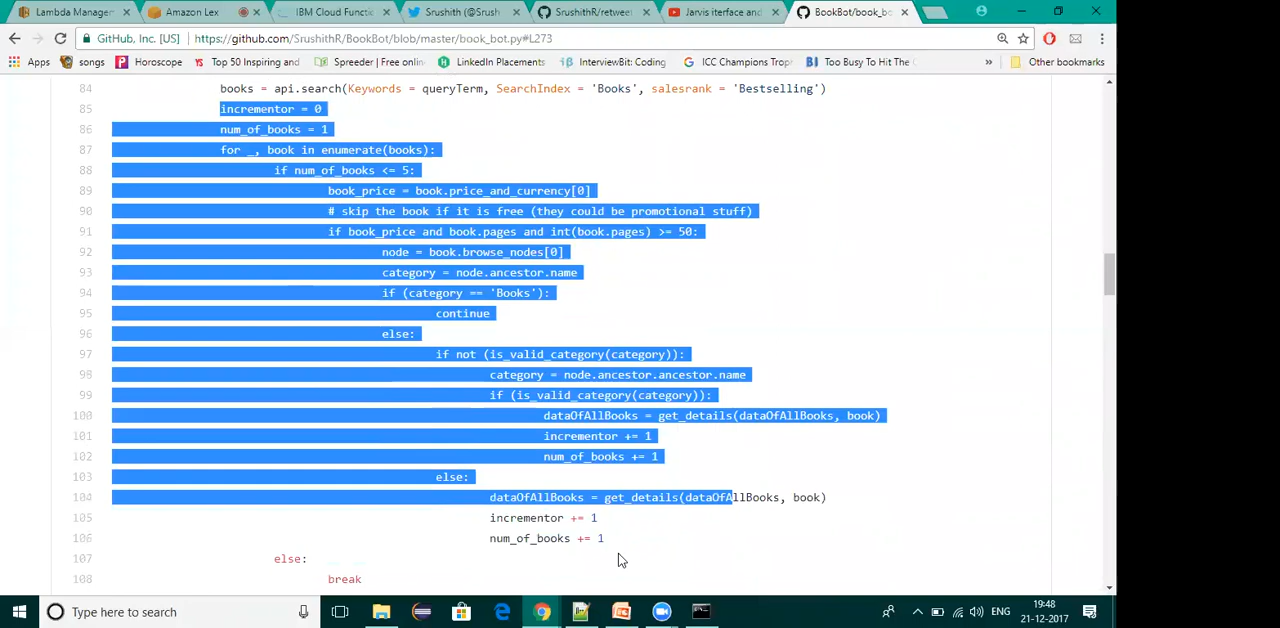 Lambda Manage
Amazon Lex
IBM Cloud Functi
Srushith (@Srush
SrushithR/retwee
Jarvis iterface and
BookBot/book_bo
GitHub, Inc. [US]
https://github.com/SrushithR/BookBot/blob/master/book_bot.py#L273
Apps
songs
Horoscope
Top 50 Inspiring and
Spreeder | Free onlin
LinkedIn Placements
InterviewBit: Coding
ICC Champions Trop
Too Busy To Hit The
»
Other bookmarks
84 books = api.search(Keywords = queryTerm, SearchIndex = 'Books', salesrank = 'Bestselling')
85 incrementor = 0
86 num_of_books = 1
87 for _, book in enumerate(books):
88 if num_of_books <= 5:
89 book_price = book.price_and_currency[0]
90 # skip the book if it is free (they could be promotional stuff)
91 if book_price and book.pages and int(book.pages) >= 50:
92 node = book.browse_nodes[0]
93 category = node.ancestor.name
94 if (category == 'Books'):
95 continue
96 else:
97 if not (is_valid_category(category)):
98 category = node.ancestor.ancestor.name
99 if (is_valid_category(category)):
100 dataOfAllBooks = get_details(dataOfAllBooks, book)
101 incrementor += 1
102 num_of_books += 1
103 else:
104 dataOfAllBooks = get_details(dataOfAllBooks, book)
105 incrementor += 1
106 num_of_books += 1
107 else:
108 break
Type here to search
ENG
19:48
21-12-2017